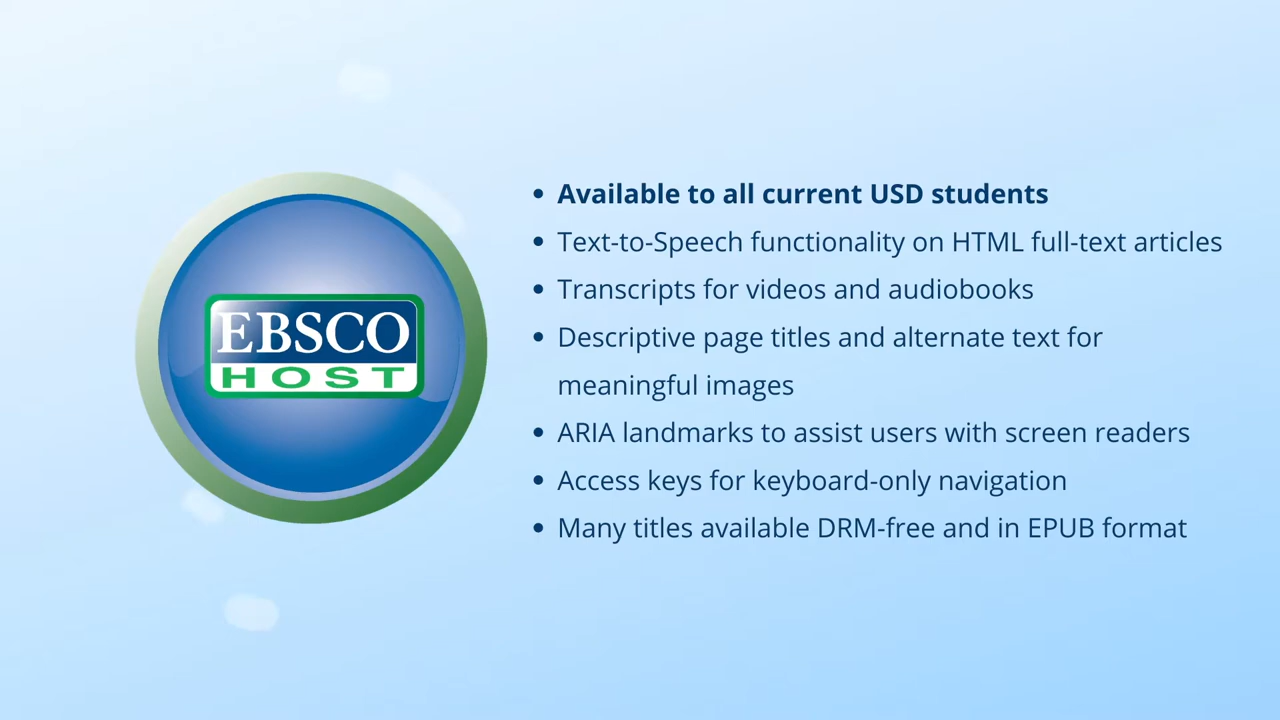 EBSCO
HOST
• Available to all current USD students
• Text-to-Speech functionality on HTML full-text articles
• Transcripts for videos and audiobooks
• Descriptive page titles and alternate text for
meaningful images
• ARIA landmarks to assist users with screen readers
• Access keys for keyboard-only navigation
• Many titles available DRM-free and in EPUB format